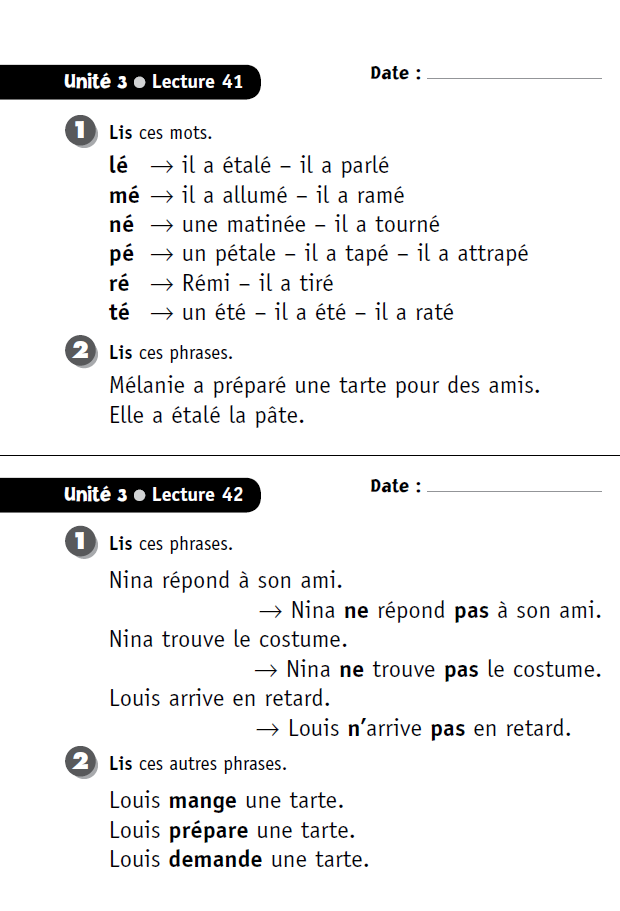 Unité 3 ● Lecture 41
Date :
1 Lis ces mots.
lé → il a étalé – il a parlé
mé → il a allumé – il a ramé
né → une matinée – il a tourné
pé → un pétale – il a tapé – il a attrapé
ré → Rémi – il a tiré
té → un été – il a été – il a raté
2 Lis ces phrases.
Mélanie a préparé une tarte pour des amis.
Elle a étalé la pâte.
Unité 3 ● Lecture 42
Date :
1 Lis ces phrases.
Nina répond à son ami.
→ Nina ne répond pas à son ami.
Nina trouve le costume.
→ Nina ne trouve pas le costume.
Louis arrive en retard.
→ Louis n’arrive pas en retard.
2 Lis ces autres phrases.
Louis mange une tarte.
Louis prépare une tarte.
Louis demande une tarte.